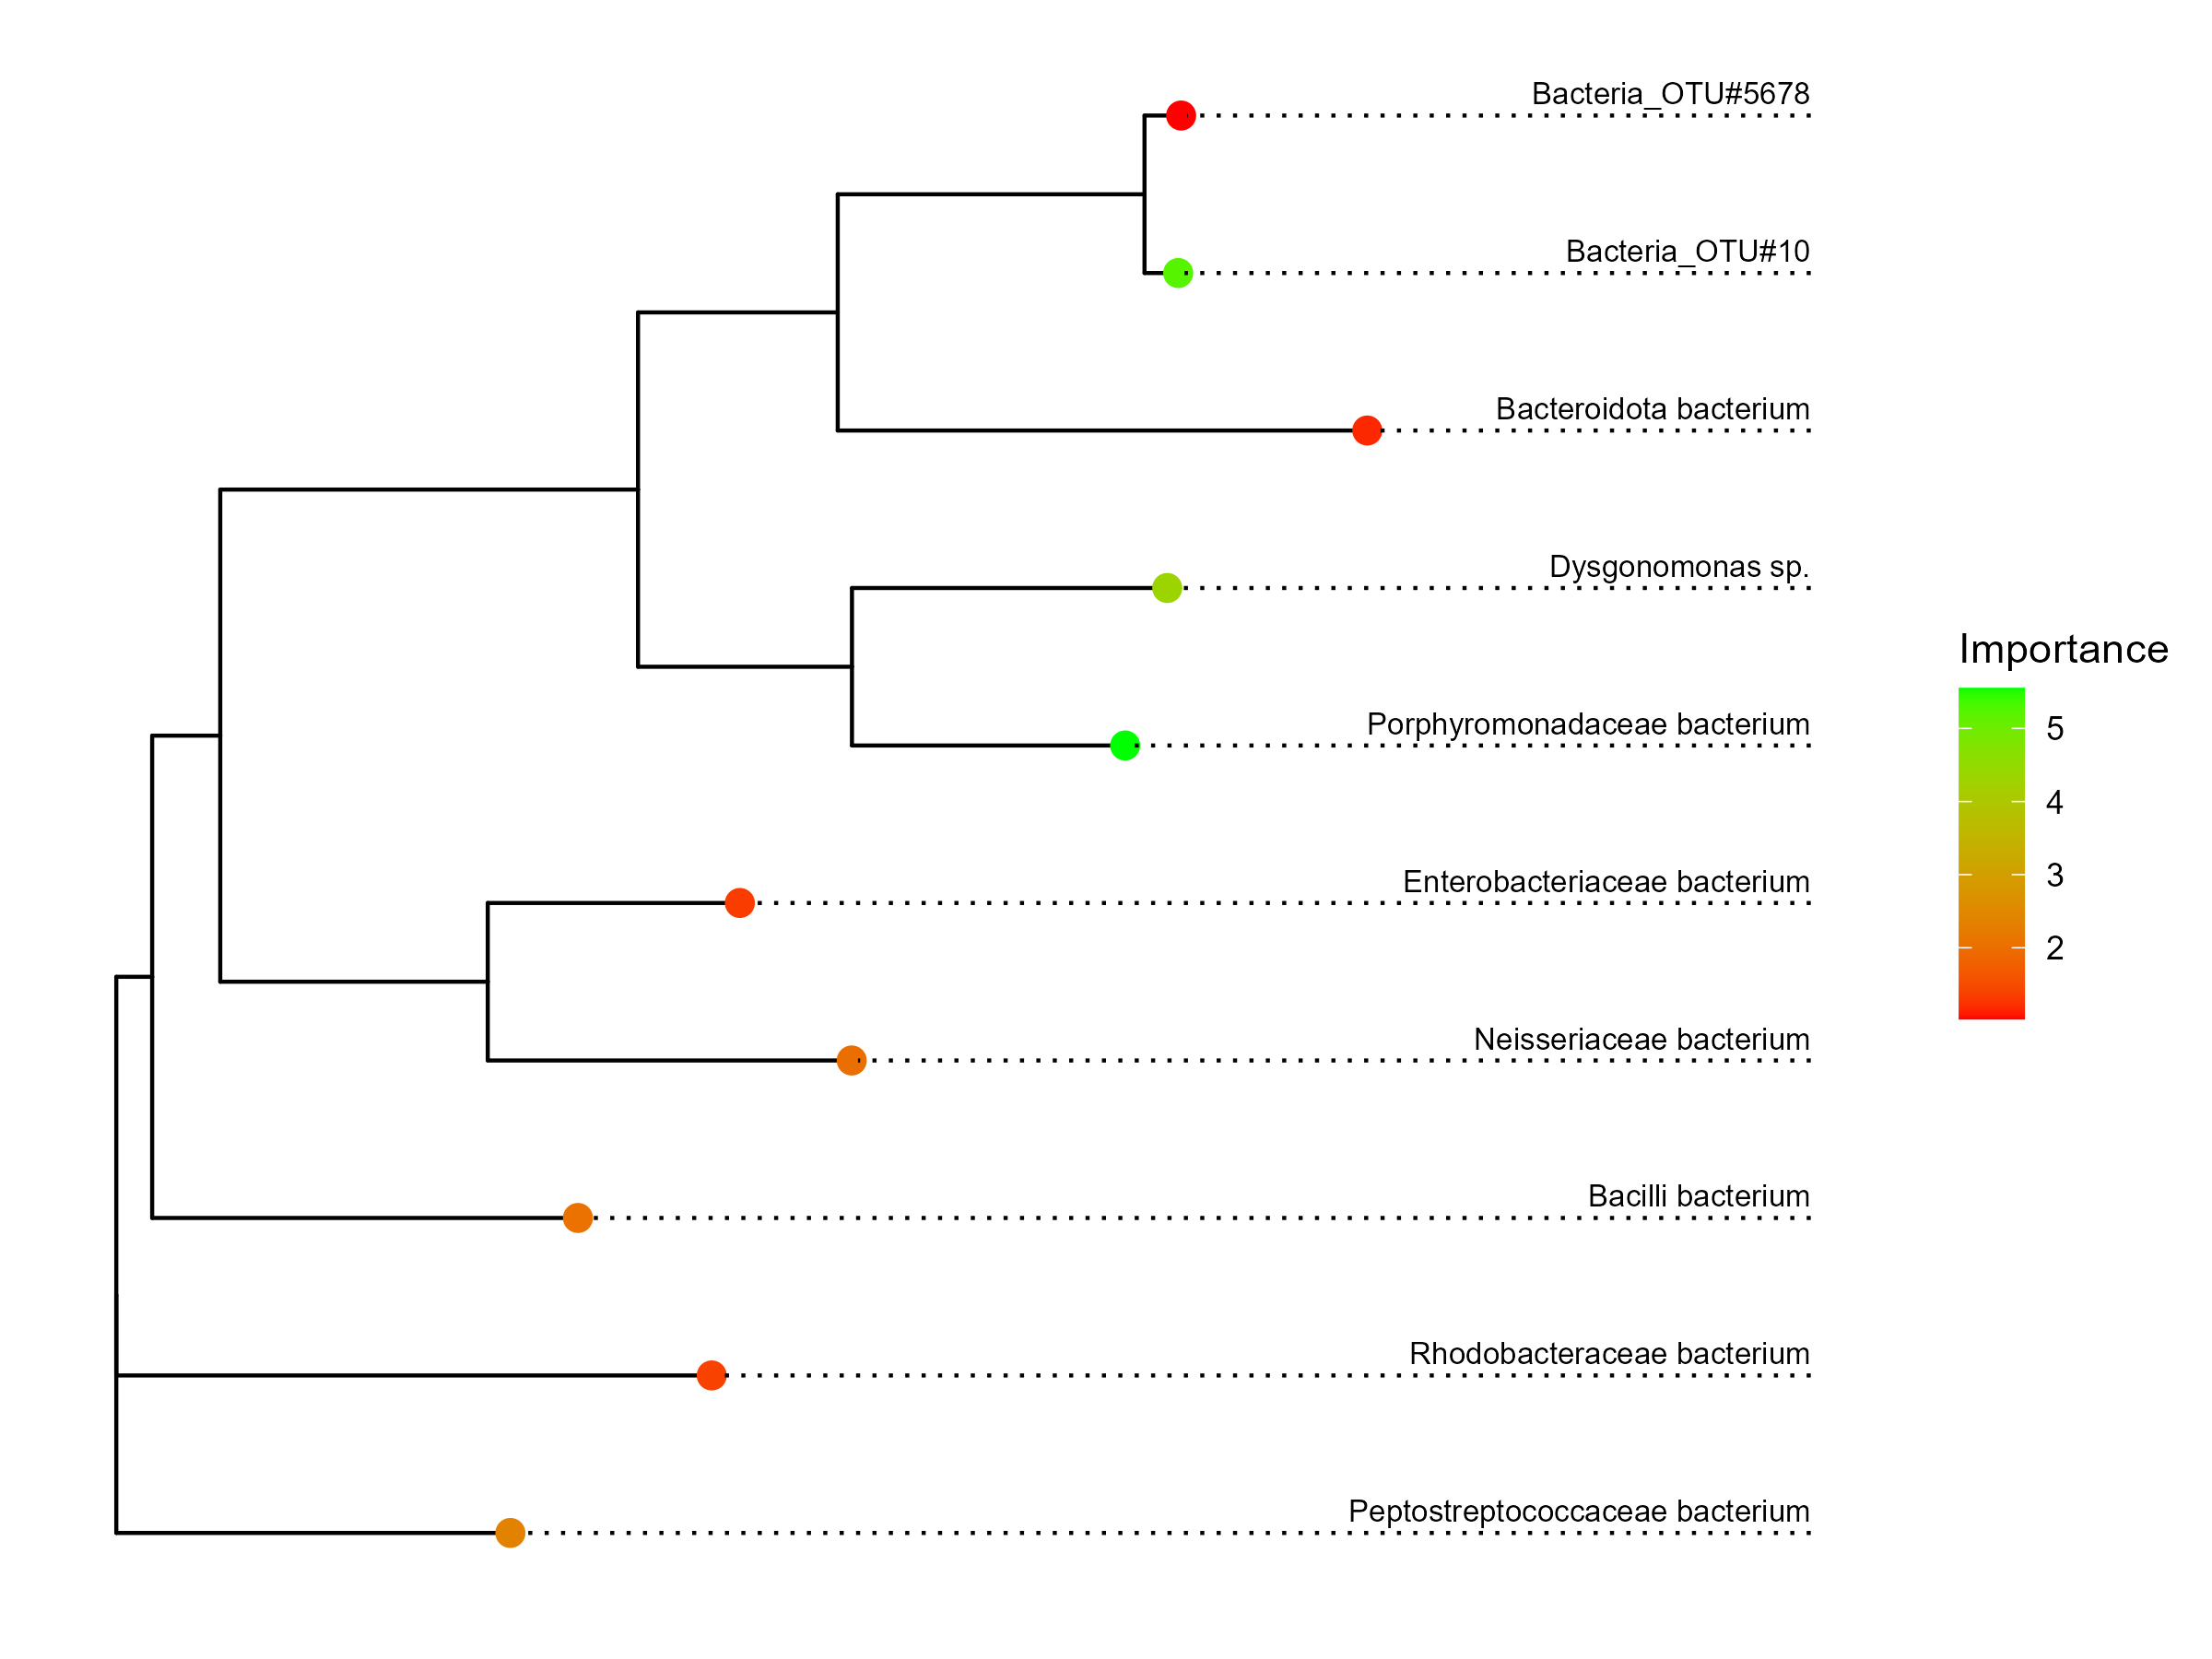 Bacteria_OTU#5678
Bacteria_OTU#10
Bacteroidota bacterium
Dysgonomonas sp.
Porphyromonadaceae bacterium
Enterobacteriaceae bacterium
Neisseriaceae bacterium
Bacilli bacterium
Rhodobacteraceae bacterium
Peptostreptococcaceae bacterium
Importance
5
4
3
2